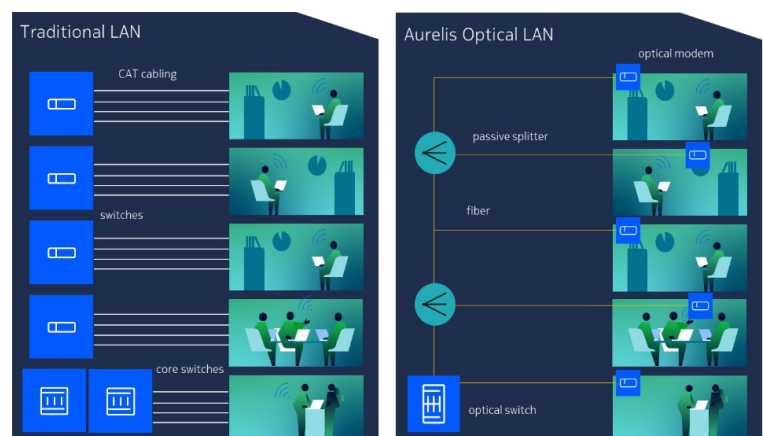 Traditional LAN
CAT cabling
switches
core switches
Aurelis Optical LAN
optical modem
passive splitter
fiber
optical switch